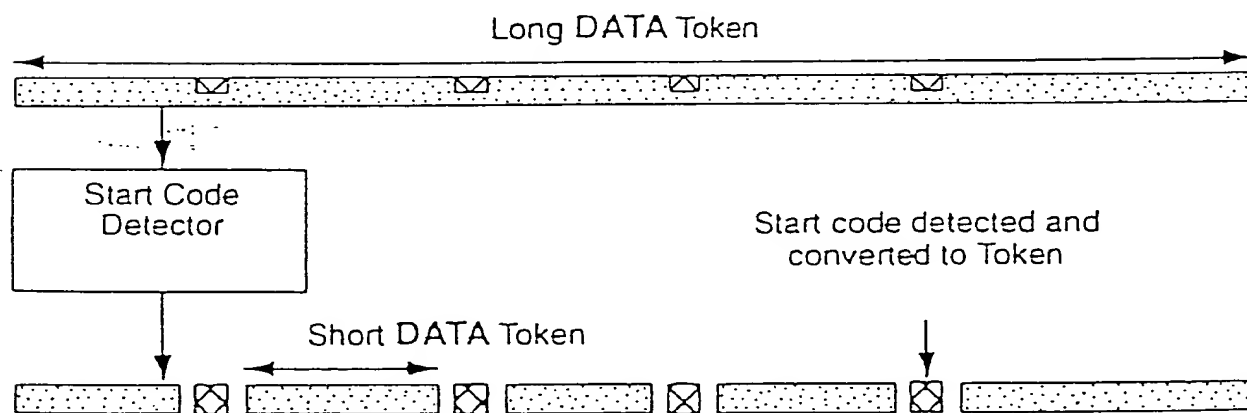 Long DATA Token
Start Code
Detector
Start code detected and
converted to Token
Short DATA Token